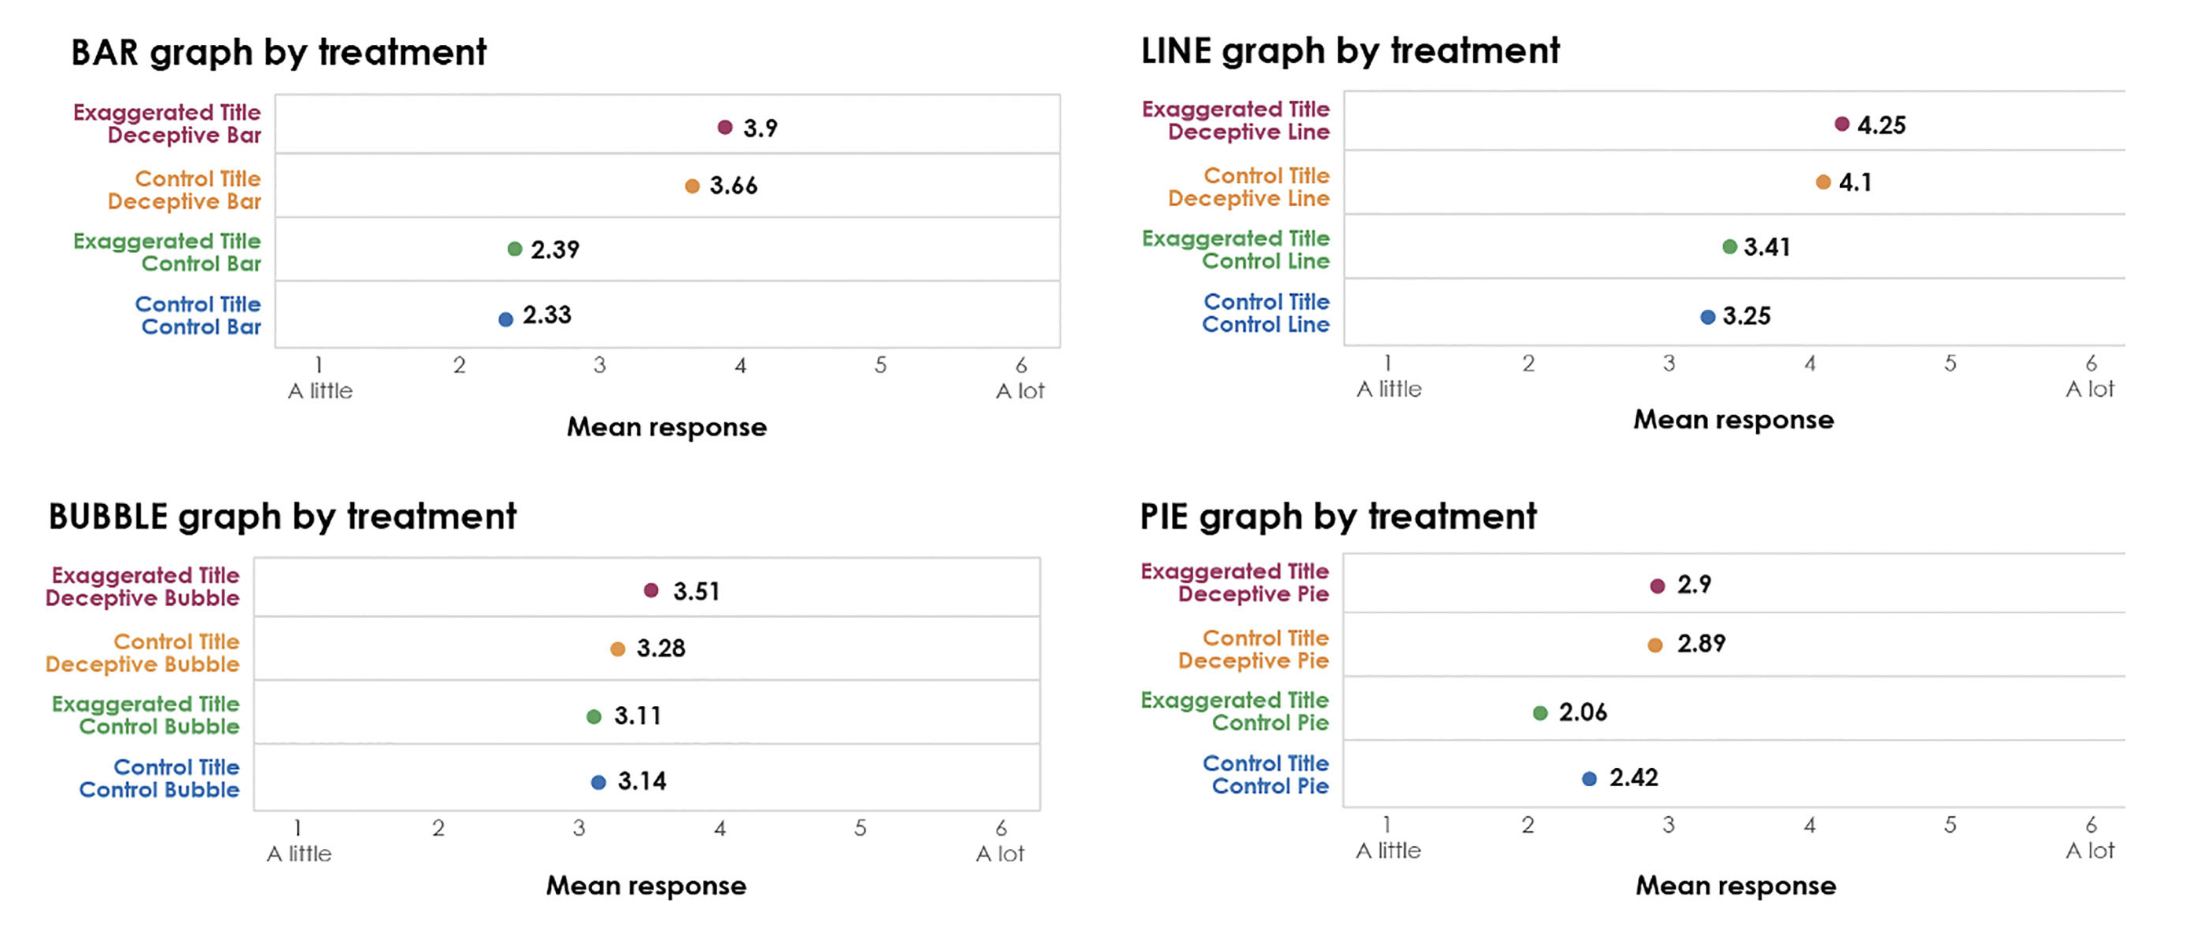 BAR graph by treatment
Exaggerated Title
Deceptive Bar
3.9
Control Title
Deceptive Bar
3.66
Exaggerated Title
Control Bar
2.39
Control Title
Control Bar
2.33
1 2 3 4 5 6
A little A lot
Mean response
LINE graph by treatment
Exaggerated Title
Deceptive Line
4.25
Control Title
Deceptive Line
4.1
Exaggerated Title
Control Line
3.41
Control Title
Control Line
3.25
1 2 3 4 5 6
A little A lot
Mean response
BUBBLE graph by treatment
Exaggerated Title
Deceptive Bubble
3.51
Control Title
Deceptive Bubble
3.28
Exaggerated Title
Control Bubble
3.11
Control Title
Control Bubble
3.14
1 2 3 4 5 6
A little A lot
Mean response
PIE graph by treatment
Exaggerated Title
Deceptive Pie
2.9
Control Title
Deceptive Pie
2.89
Exaggerated Title
Control Pie
2.06
Control Title
Control Pie
2.42
1 2 3 4 5 6
A little A lot
Mean response